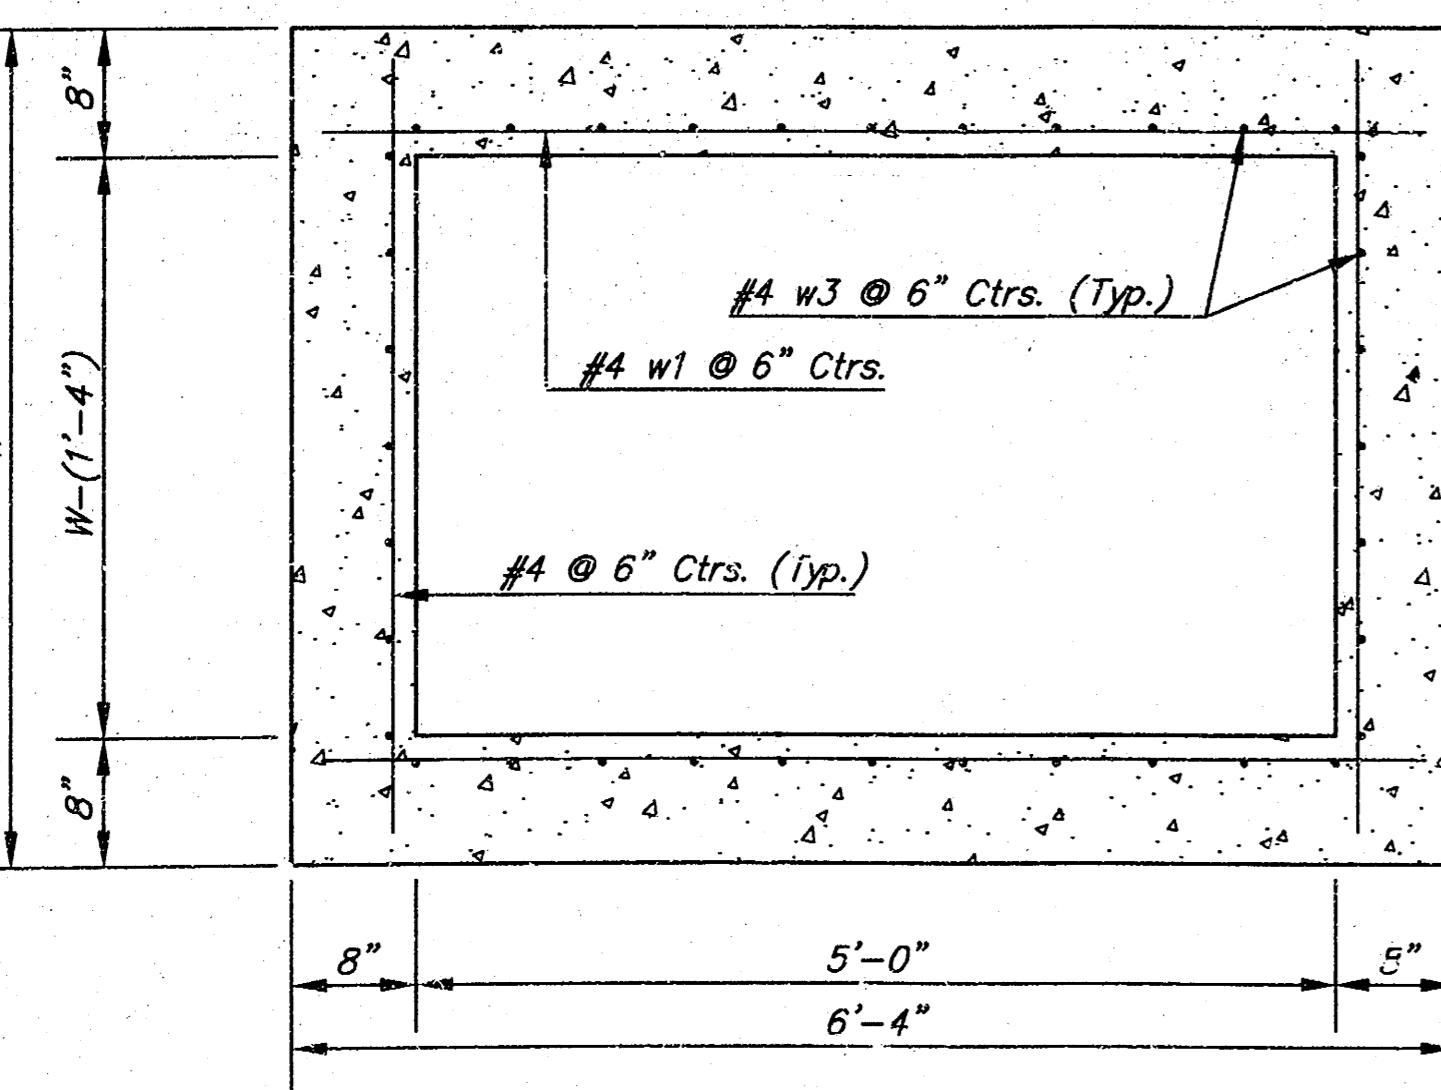 8”
W-(1’-4”)
8”
#4 w3 @ 6” Ctrs. (Typ.)
#4 w1 @ 6” Ctrs.
#4 @ 6” Ctrs. (Typ.)
8”
5’-0”
5”
6’-4”